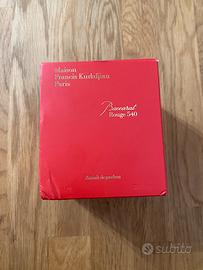 Maison
Francis Kurkdjian
Paris
Baccarat
Rouge 540
Extrait de parfum
subito